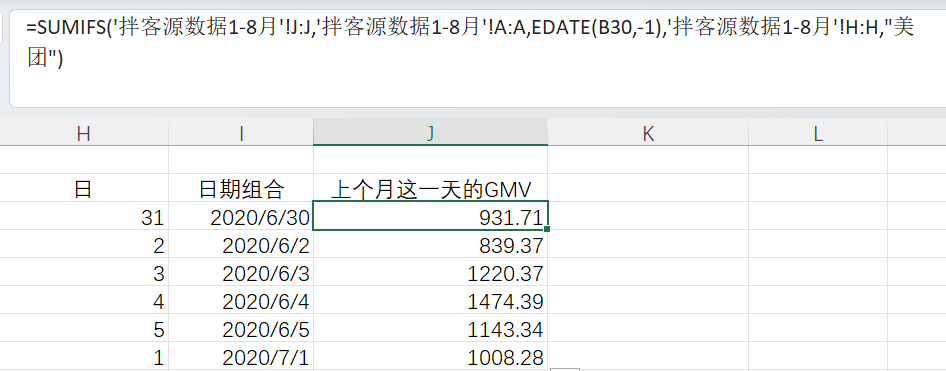 =SUMIFS('拌客源数据1-8月'!J:J,'拌客源数据1-8月'!A:A,EDATE(B30,-1),'拌客源数据1-8月'!H:H,"美
团")
H I J K L
日 日期组合 上个月这一天的GMV
31 2020/6/30 931.71
2 2020/6/2 839.37
3 2020/6/3 1220.37
4 2020/6/4 1474.39
5 2020/6/5 1143.34
1 2020/7/1 1008.28